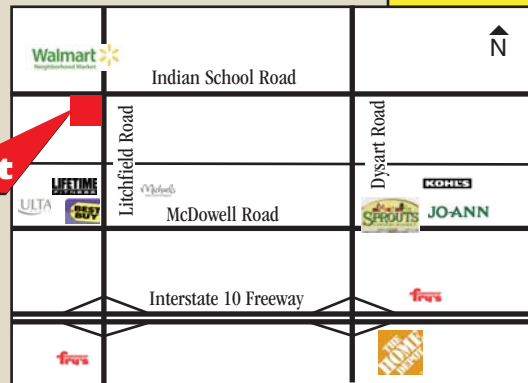 Walmart
Neighborhood Market
N
Indian School Road
t
Litchfield Road
Dysart Road
LIFETIME
FITNESS
ULTA
BEST
BUY
Michaels
McDowell Road
KOHL'S
SPROUTS
JO-ANN
Interstate 10 Freeway
fry's
fry's
THE
HOME
DEPOT